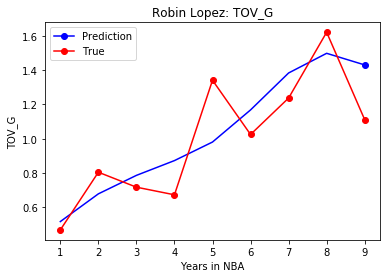 Robin Lopez: TOV_G
Prediction
True
TOV_G
1.6
1.4
1.2
1.0
0.8
0.6
1 2 3 4 5 6 7 8 9
Years in NBA